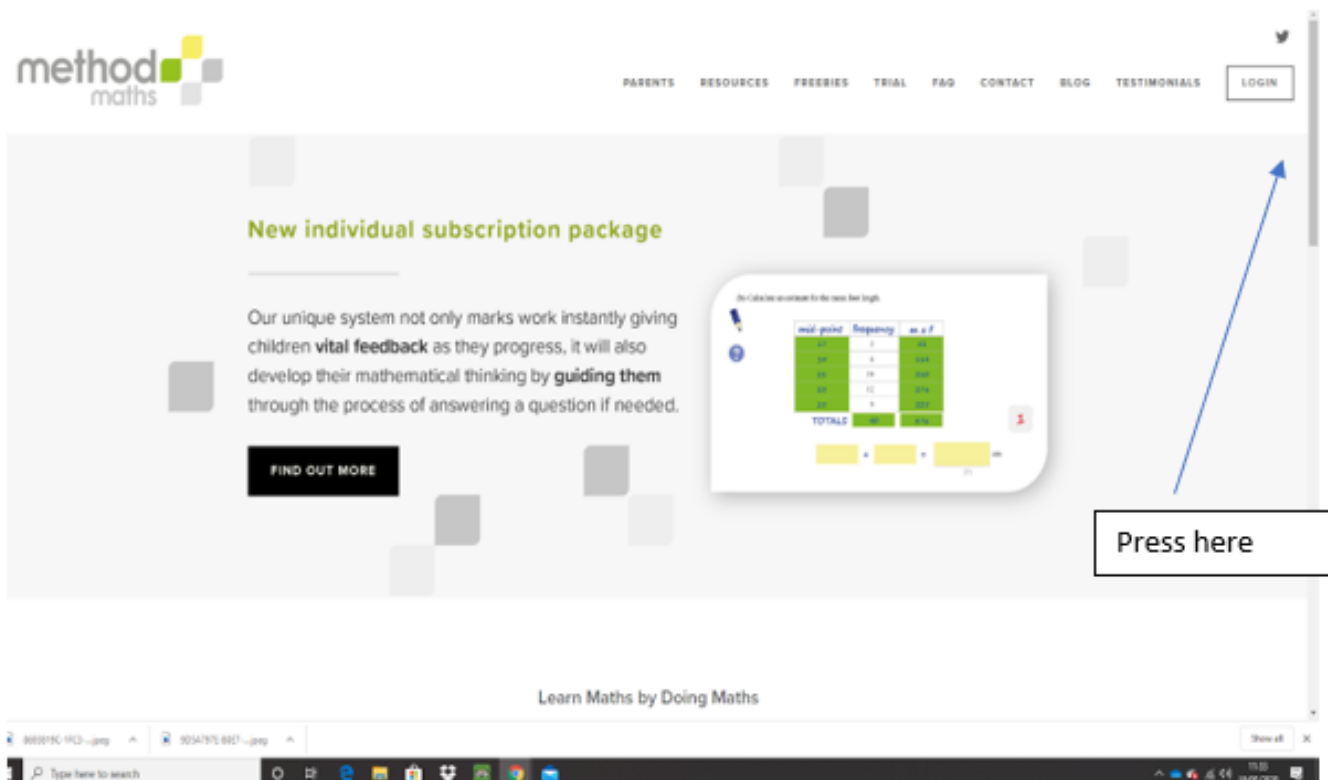 method
maths
PARENTS RESOURCES FREEBIES TRIAL FAQ CONTACT BLOG TESTIMONIALS LOGIN
New individual subscription package
Our unique system not only marks work instantly giving
children vital feedback as they progress, it will also
develop their mathematical thinking by guiding them
through the process of answering a question if needed.
FIND OUT MORE
mid-point frequency m x f
TOTALS
Press here
Learn Maths by Doing Maths
Show all
Type here to search